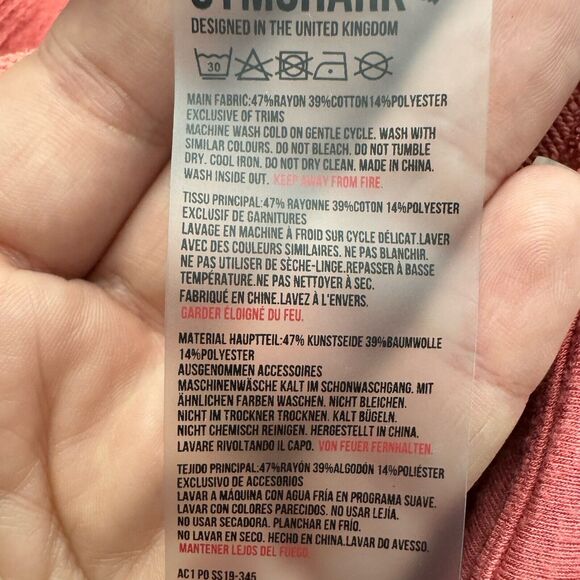 GYMSHARK
DESIGNED IN THE UNITED KINGDOM
30
MAIN FABRIC:47%RAYON 39%COTTON14%POLYESTER
EXCLUSIVE OF TRIMS
MACHINE WASH COLD ON GENTLE CYCLE. WASH WITH
SIMILAR COLOURS. DO NOT BLEACH. DO NOT TUMBLE
DRY. COOL IRON. DO NOT DRY CLEAN. MADE IN CHINA.
WASH INSIDE OUT. KEEP AWAY FROM FIRE.
TISSU PRINCIPAL:47% RAYONNE 39%COTON 14%POLYESTER
EXCLUSIF DE GARNITURES
LAVAGE EN MACHINE À FROID SUR CYCLE DÉLICAT.LAVER
AVEC DES COULEURS SIMILAIRES. NE PAS BLANCHIR.
NE PAS UTILISER DE SÈCHE-LINGE.REPASSER À BASSE
TEMPÉRATURE.NE PAS NETTOYER À SEC.
FABRIQUÉ EN CHINE.LAVEZ À L'ENVERS.
GARDER ÉLOIGNÉ DU FEU.
MATERIAL HAUPTTEIL:47% KUNSTSEIDE 39%BAUMWOLLE
14%POLYESTER
AUSGENOMMEN ACCESSOIRES
MASCHINENWÄSCHE KALT IM SCHONWASCHGANG. MIT
ÄHNLICHEN FARBEN WASCHEN. NICHT BLEICHEN.
NICHT IM TROCKNER TROCKNEN. KALT BÜGELN.
NICHT CHEMISCH REINIGEN. HERGESTELLT IN CHINA.
LAVARE RIVOLTANDO IL CAPO. VON FEUER FERNHALTEN.
TEJIDO PRINCIPAL:47%RAYÓN 39%ALGODÓN 14%POLIÉSTER
EXCLUSIVO DE ACCESORIOS
LAVAR A MÁQUINA CON AGUA FRÍA EN PROGRAMA SUAVE.
LAVAR CON COLORES PARECIDOS. NO USAR LEJÍA.
NO USAR SECADORA. PLANCHAR EN FRÍO.
NO LAVAR EN SECO. HECHO EN CHINA.LAVAR DO AVESSO.
MANTENER LEJOS DEL FUEGO.
AC1 PO SS19-345